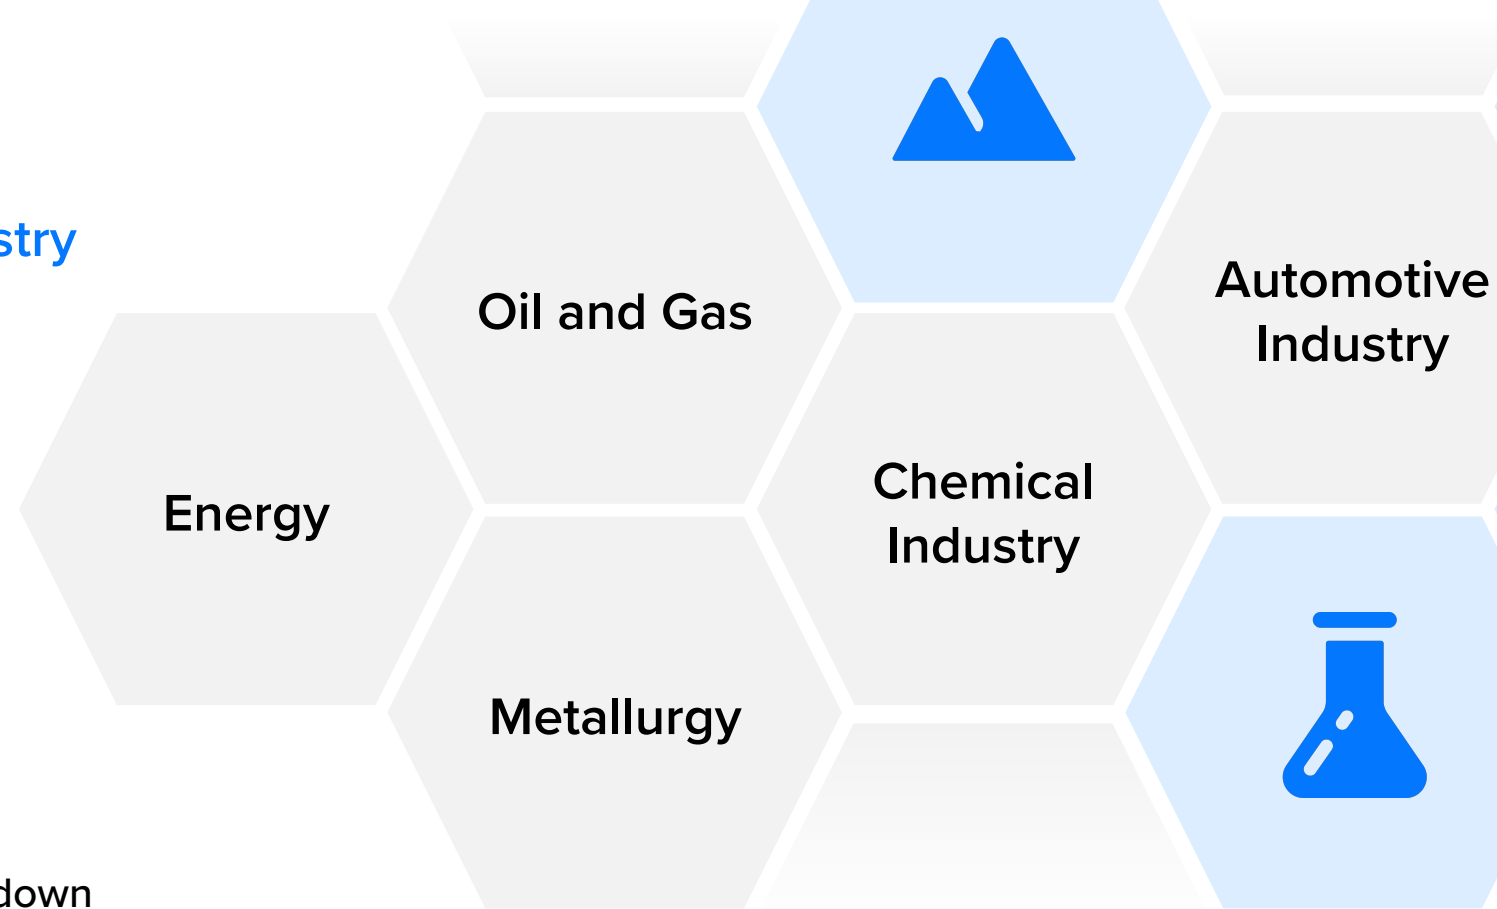 stry
Oil and Gas
Automotive
Industry
Energy
Chemical
Industry
Metallurgy
down